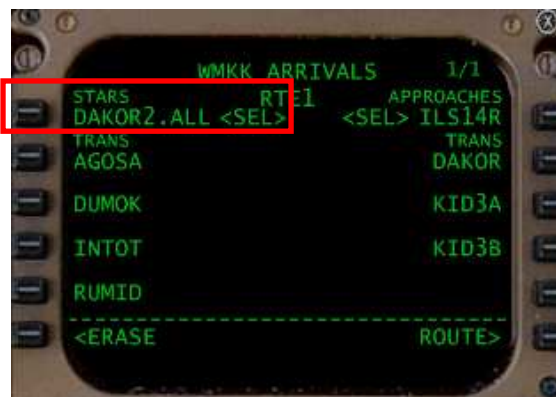 WMKK ARRIVALS 1/1
STARS RTE1 APPROACHES
DAKOR2.ALL <SEL> <SEL> ILS14R
TRANS TRANS
AGOSA DAKOR
DUMOK KID3A
INTOT KID3B
RUMID
<ERASE ROUTE>